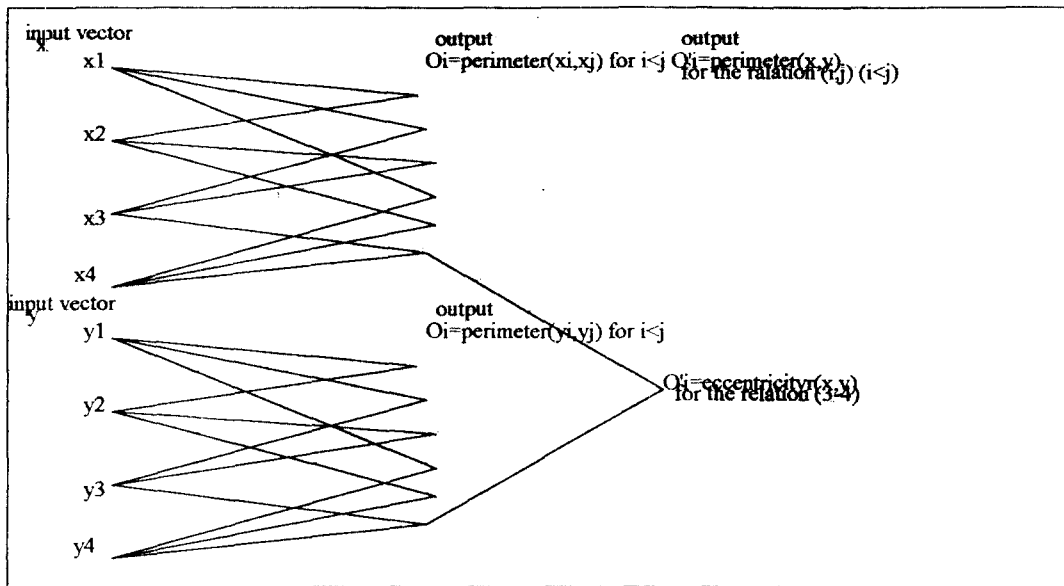 input vector
x
x1
x2
x3
x4
output
Oi=perimeter(xi,xj) for i<j
output
O'i=perimeter(x,y)
for the ralation (i,j) (i<j)
input vector
y
y1
y2
y3
y4
output
Oi=perimeter(yi,yj) for i<j
O'i=eccentricityr(x,y)
for the relation (3-4)